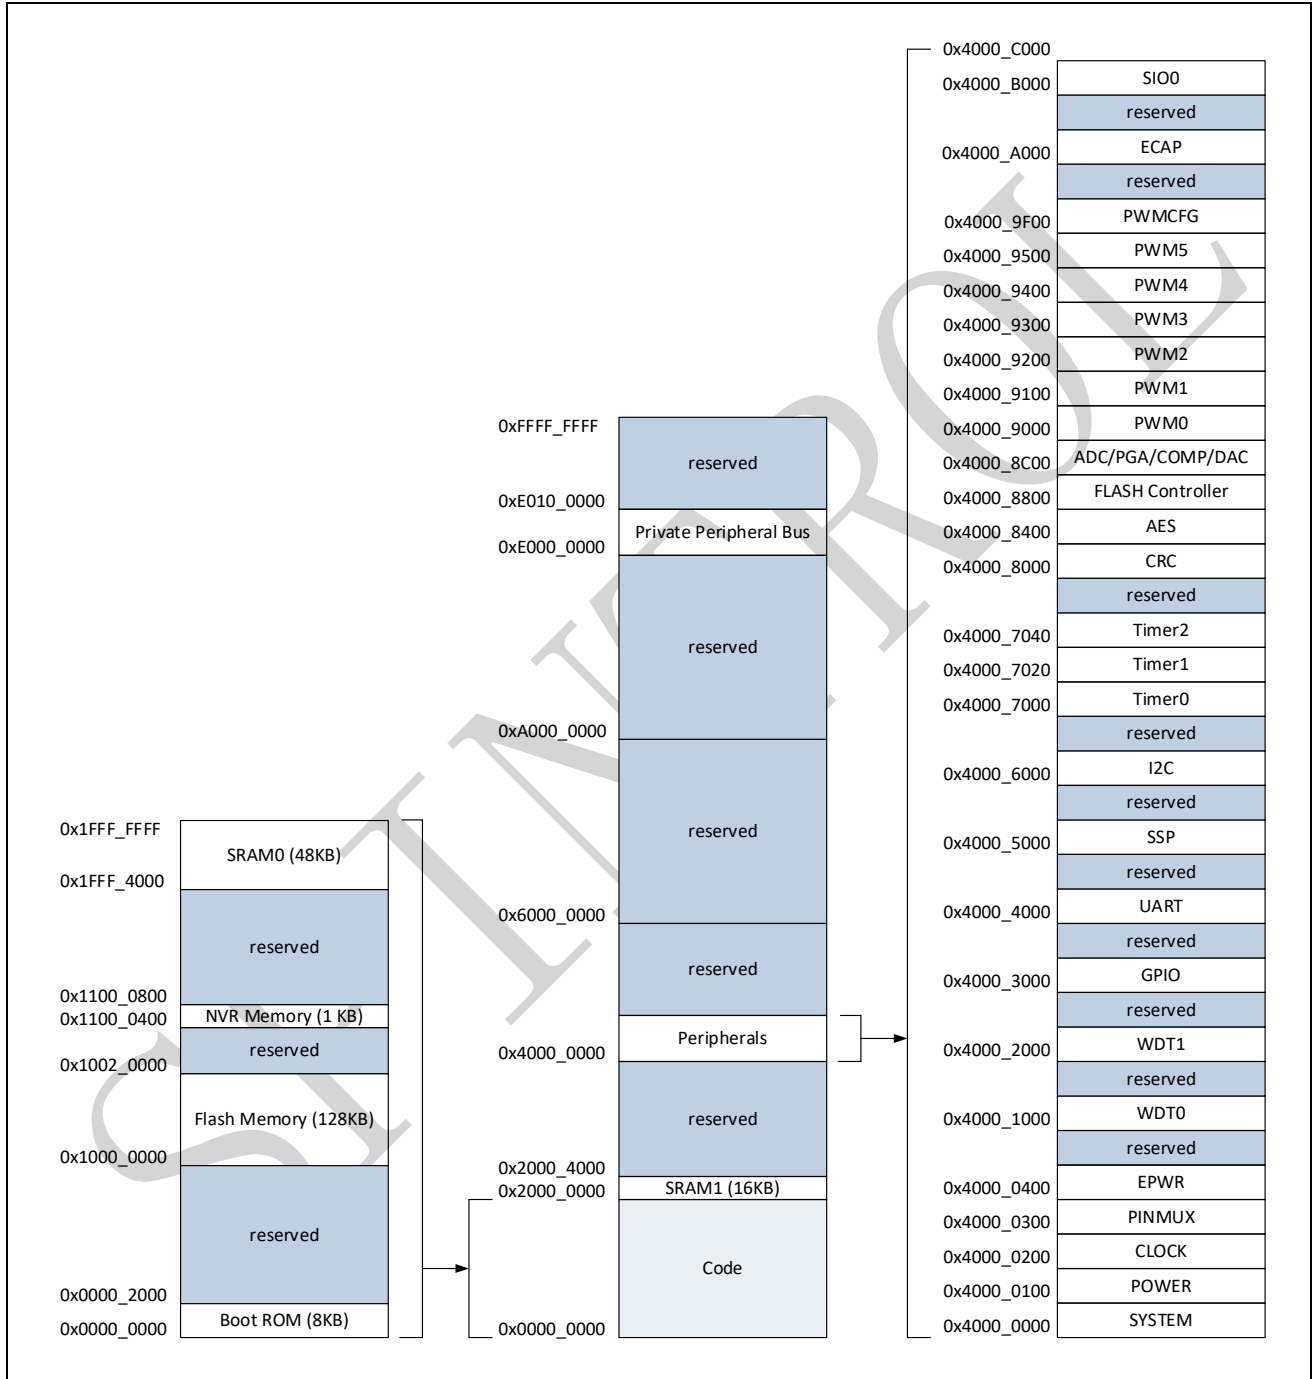 0x1FFF_FFFF
SRAM0 (48KB)
0x1FFF_4000
reserved
0x1100_0800
NVR Memory (1 KB)
0x1100_0400
reserved
0x1002_0000
Flash Memory (128KB)
0x1000_0000
reserved
0x0000_2000
Boot ROM (8KB)
0x0000_0000
0xFFFF_FFFF
reserved
0xE010_0000
Private Peripheral Bus
0xE000_0000
reserved
0xA000_0000
reserved
0x6000_0000
reserved
Peripherals
0x4000_0000
reserved
0x2000_4000
SRAM1 (16KB)
0x2000_0000
Code
0x0000_0000
0x4000_C000
SIO0
0x4000_B000
reserved
ECAP
0x4000_A000
reserved
PWMCFG
0x4000_9F00
PWM5
0x4000_9500
PWM4
0x4000_9400
PWM3
0x4000_9300
PWM2
0x4000_9200
PWM1
0x4000_9100
PWM0
0x4000_9000
ADC/PGA/COMP/DAC
0x4000_8C00
FLASH Controller
0x4000_8800
AES
0x4000_8400
CRC
0x4000_8000
reserved
Timer2
0x4000_7040
Timer1
0x4000_7020
Timer0
0x4000_7000
reserved
I2C
0x4000_6000
reserved
SSP
0x4000_5000
reserved
UART
0x4000_4000
reserved
GPIO
0x4000_3000
reserved
WDT1
0x4000_2000
reserved
WDT0
0x4000_1000
reserved
EPWR
0x4000_0400
PINMUX
0x4000_0300
CLOCK
0x4000_0200
POWER
0x4000_0100
SYSTEM
0x4000_0000